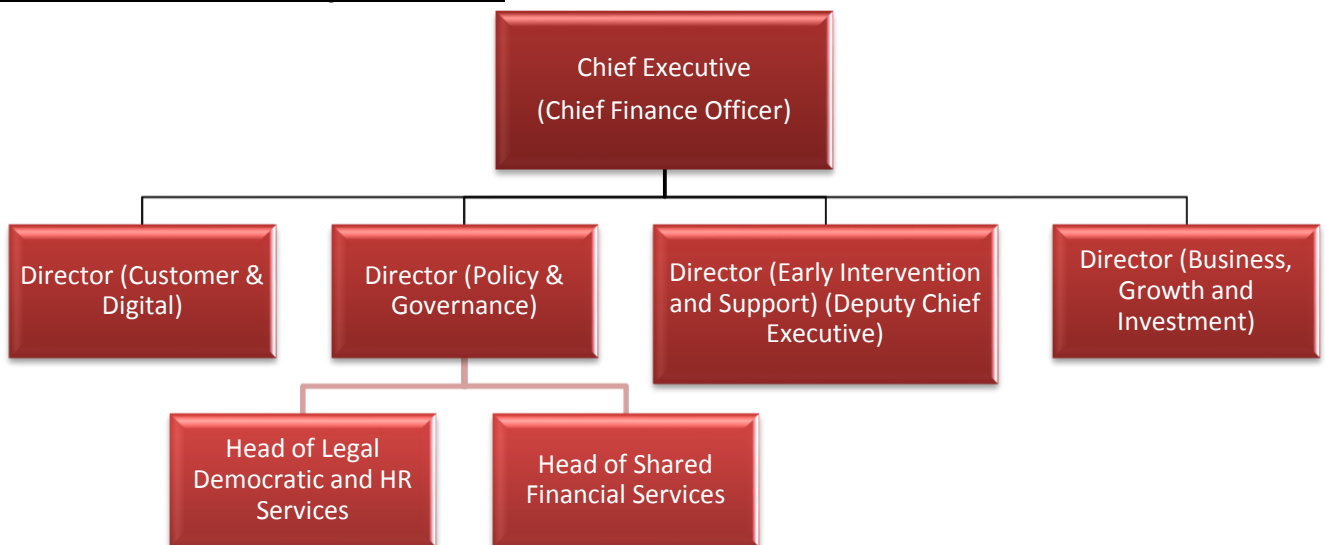 Chief Executive
(Chief Finance Officer)
Director (Customer &
Digital)
Director (Policy &
Governance)
Director (Early Intervention
and Support) (Deputy Chief
Executive)
Director (Business,
Growth and
Investment)
Head of Legal
Democratic and HR
Services
Head of Shared
Financial Services